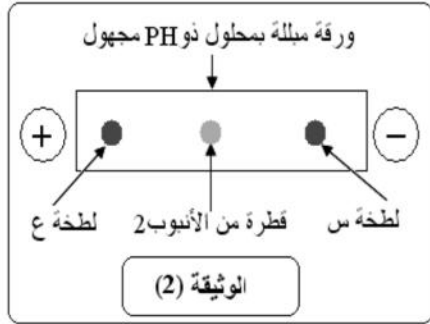 ورقة مبللة بمحلول ذو PH مجهول
+
−
لطخة س
قطرة من الأنبوب2
لطخة ع
الوثيقة (2)